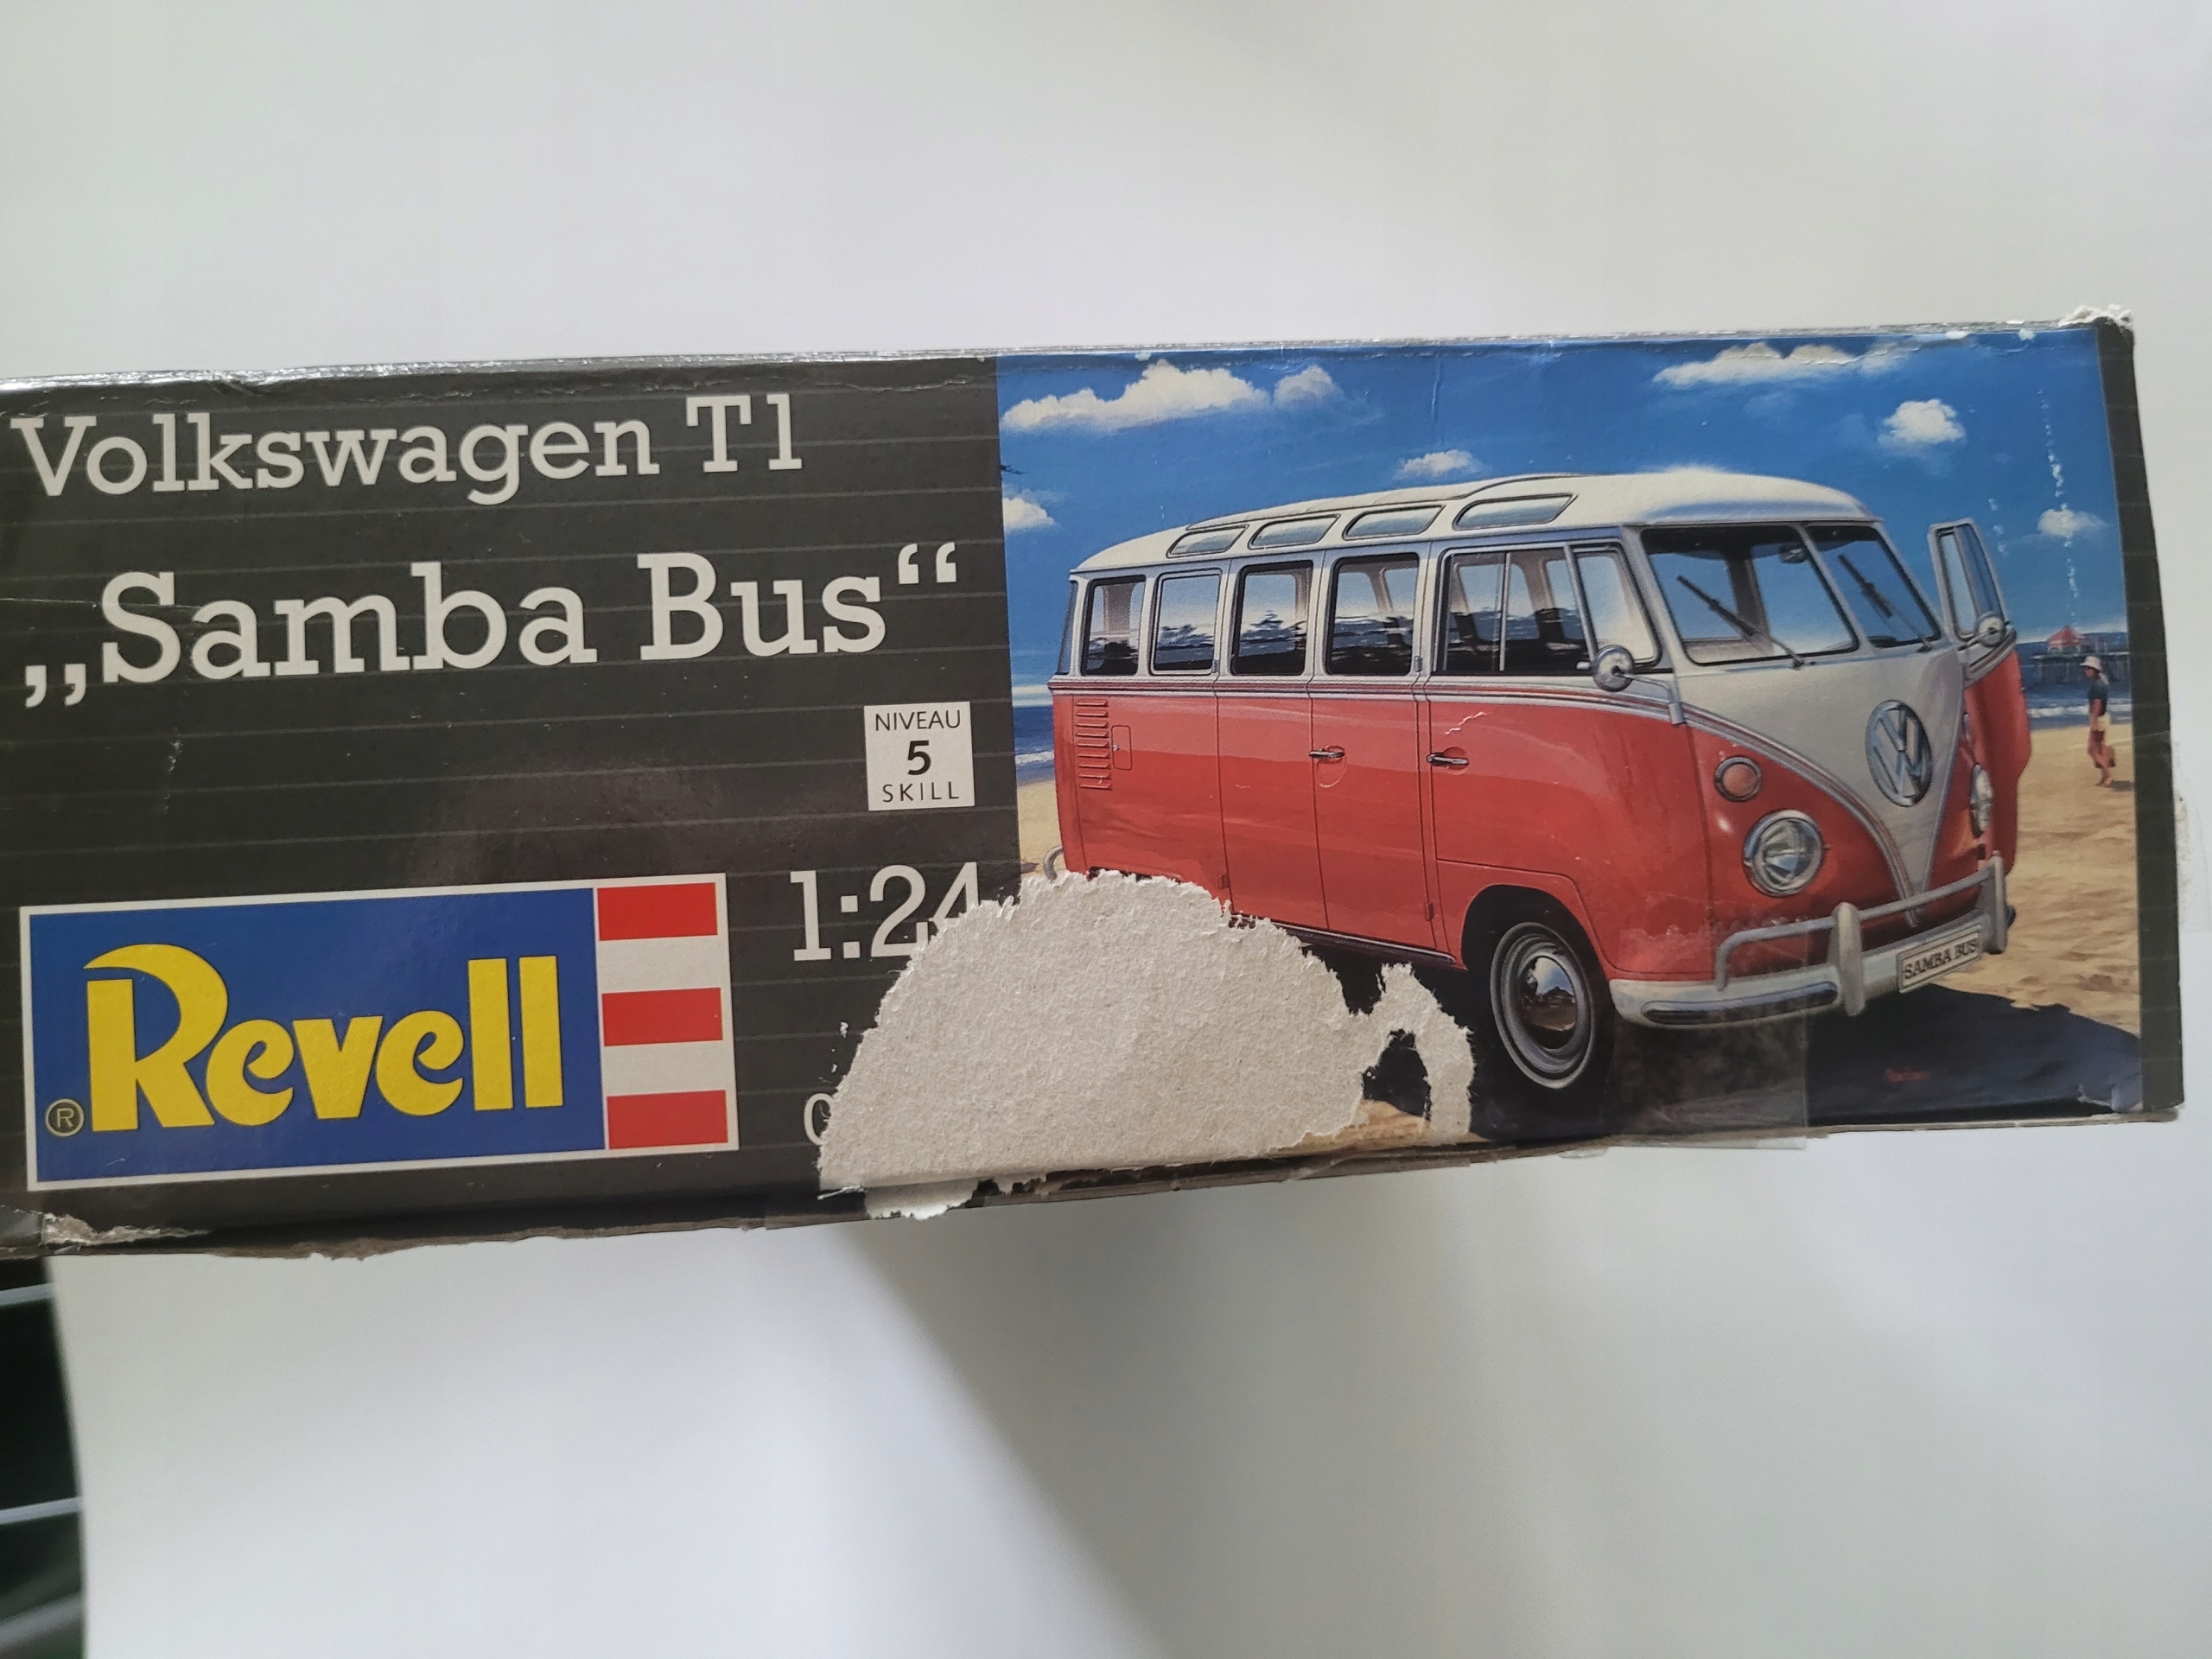 Volkswagen T1
„Samba Bus“
NIVEAU
5
SKILL
1:24
Revell
®
SAMBA BUS